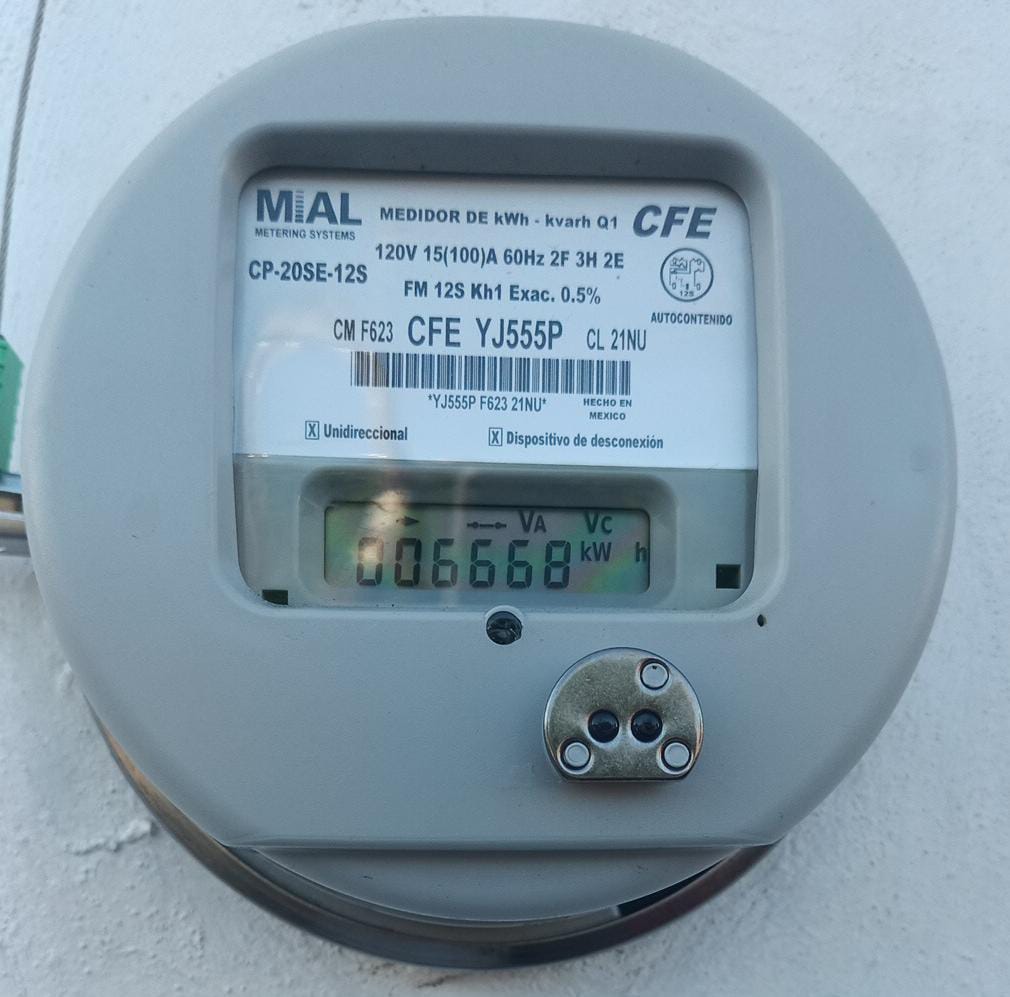 MIAL
METERING SYSTEMS
MEDIDOR DE kWh - kvarh Q1
CFE
120V 15(100)A 60Hz 2F 3H 2E
CP-20SE-12S
FM 12S Kh1 Exac. 0.5%
12S
AUTOCONTENIDO
CM F623 CFE YJ555P CL 21NU
*YJ555P F623 21NU*
HECHO EN
MEXICO
X Unidireccional
X Dispositivo de desconexión
VA VC
006668 kW h